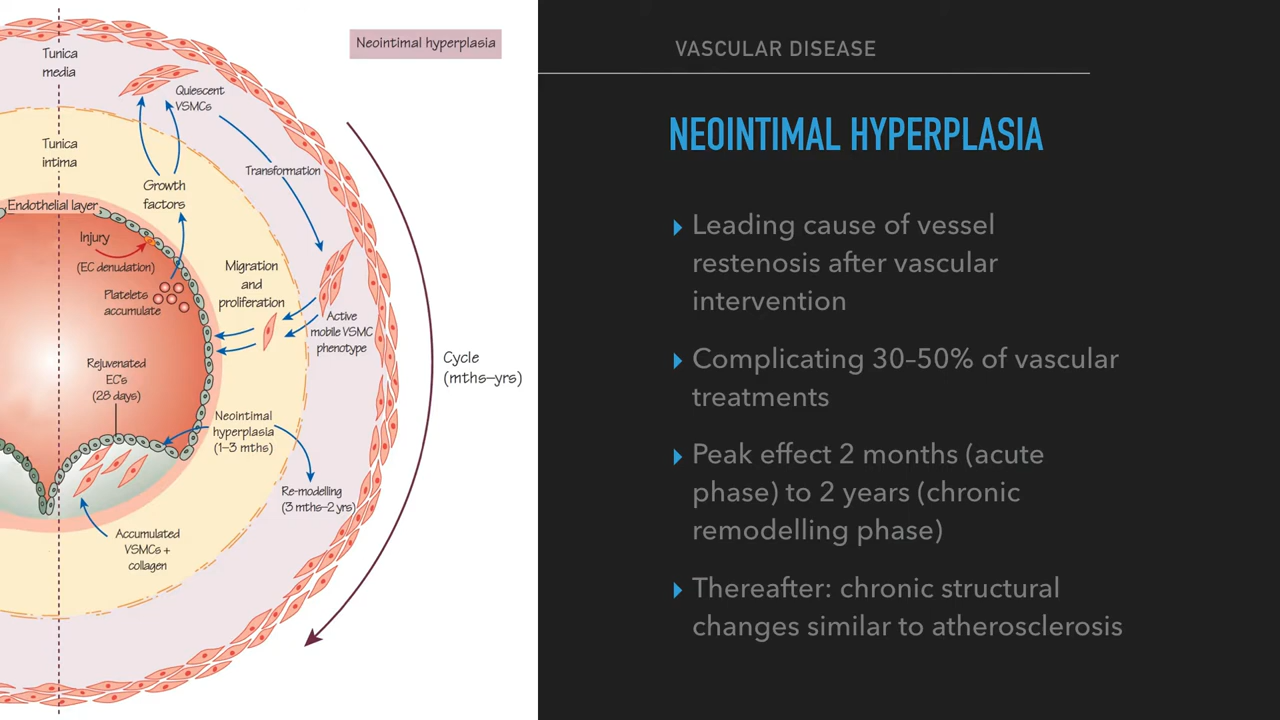 Neointimal hyperplasia
Tunica
media
Quiescent
VSMCs
Tunica
intima
Transformation
Growth
factors
Endothelial layer
Injury
(EC denudation)
Platelets
accumulate
Migration
and
proliferation
Active
mobile VSMC
phenotype
Cycle
(mths–yrs)
Rejuvenated
EC's
(28 days)
Neointimal
hyperplasia
(1–3 mths)
Re-modelling
(3 mths–2 yrs)
Accumulated
VSMCs +
collagen
VASCULAR DISEASE
NEOINTIMAL HYPERPLASIA
Leading cause of vessel
restenosis after vascular
intervention
Complicating 30–50% of vascular
treatments
Peak effect 2 months (acute
phase) to 2 years (chronic
remodelling phase)
Thereafter: chronic structural
changes similar to atherosclerosis